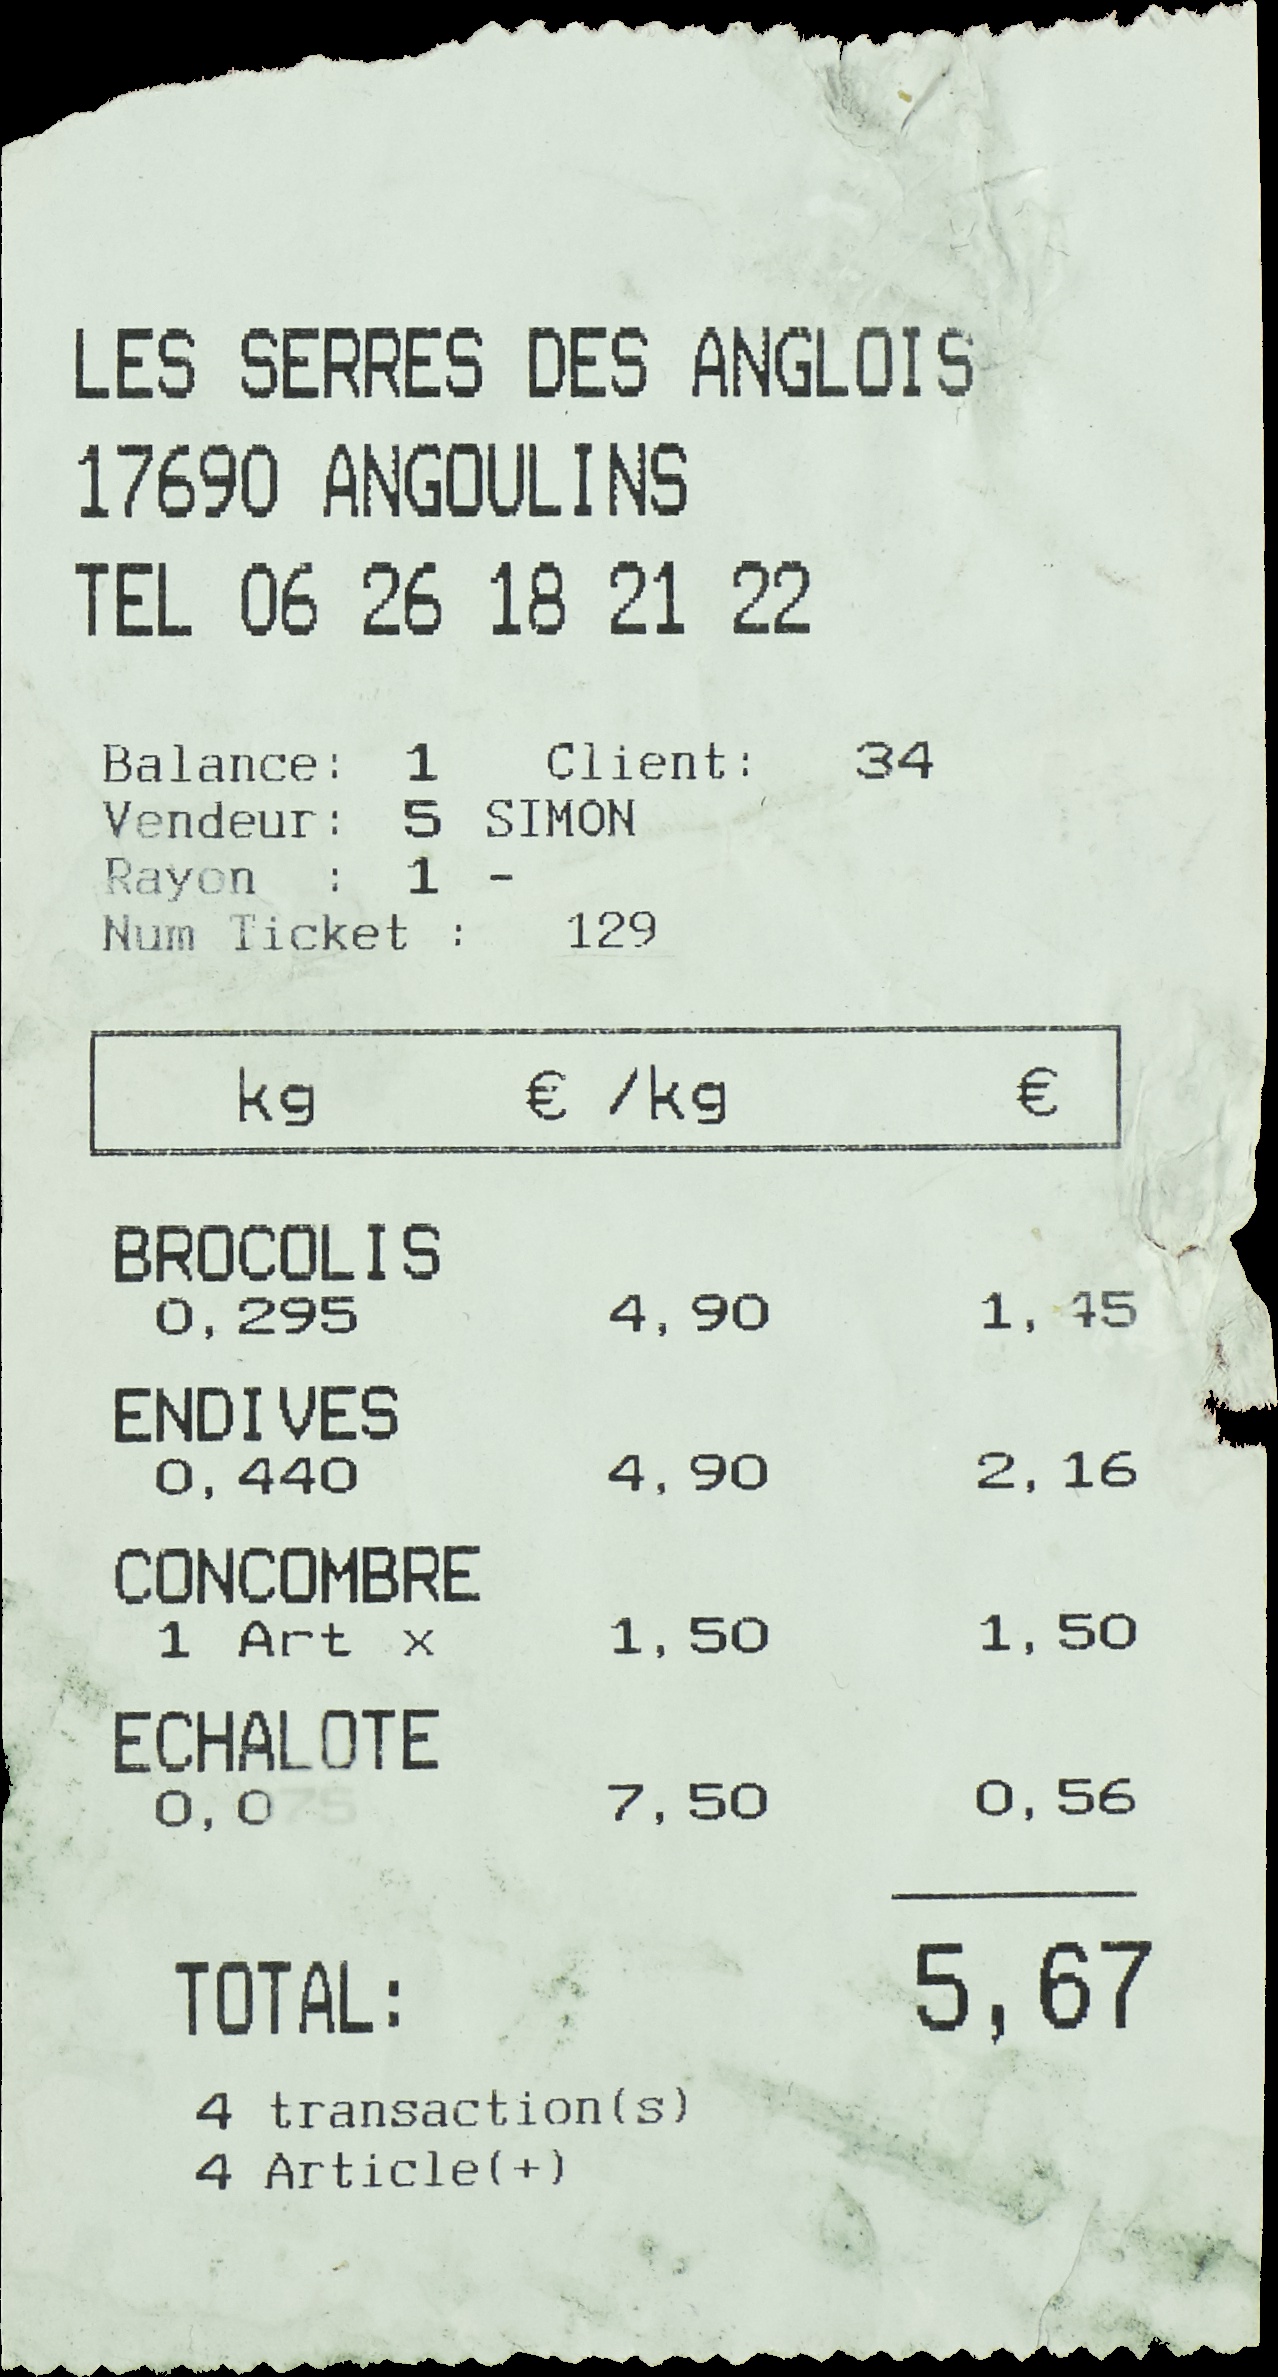 LES SERRES DES ANGLOIS
17690 ANGOULINS
TEL 06 26 18 21 22
Balance: 1 Client: 34
Vendeur: 5 SIMON
Rayon : 1 -
Num Ticket : 129
kg € /kg €
BROCOLIS
0,295 4,90 1,45
ENDIVES
0,440 4,90 2,16
CONCOMBRE
1 Art x 1,50 1,50
ECHALOTE
0,075 7,50 0,56
TOTAL: 5,67
4 transaction(s)
4 Article(+)